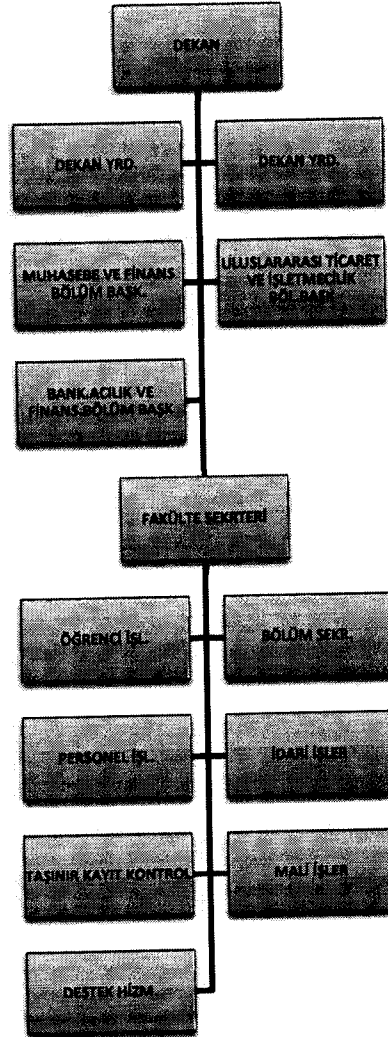 DEKAN
DEKAN YRD.
DEKAN YRD.
MUHASEBE VE FİNANS
BÖLÜM BAŞK.
ULUSLARARASI TİCARET
VE İŞLETMECİLİK
BÖL.BAŞK.
BANK.ACILIK VE
FİNANS.BÖLÜM BAŞK
FAKÜLTE SEKRTERİ
ÖĞRENCİ İŞL.
BÖLÜM SEKR.
PERSONEL İŞL.
İDARİ İŞLER
TAŞINIR KAYIT KONTROL
MALİ İŞLER
DESTEK HİZM.